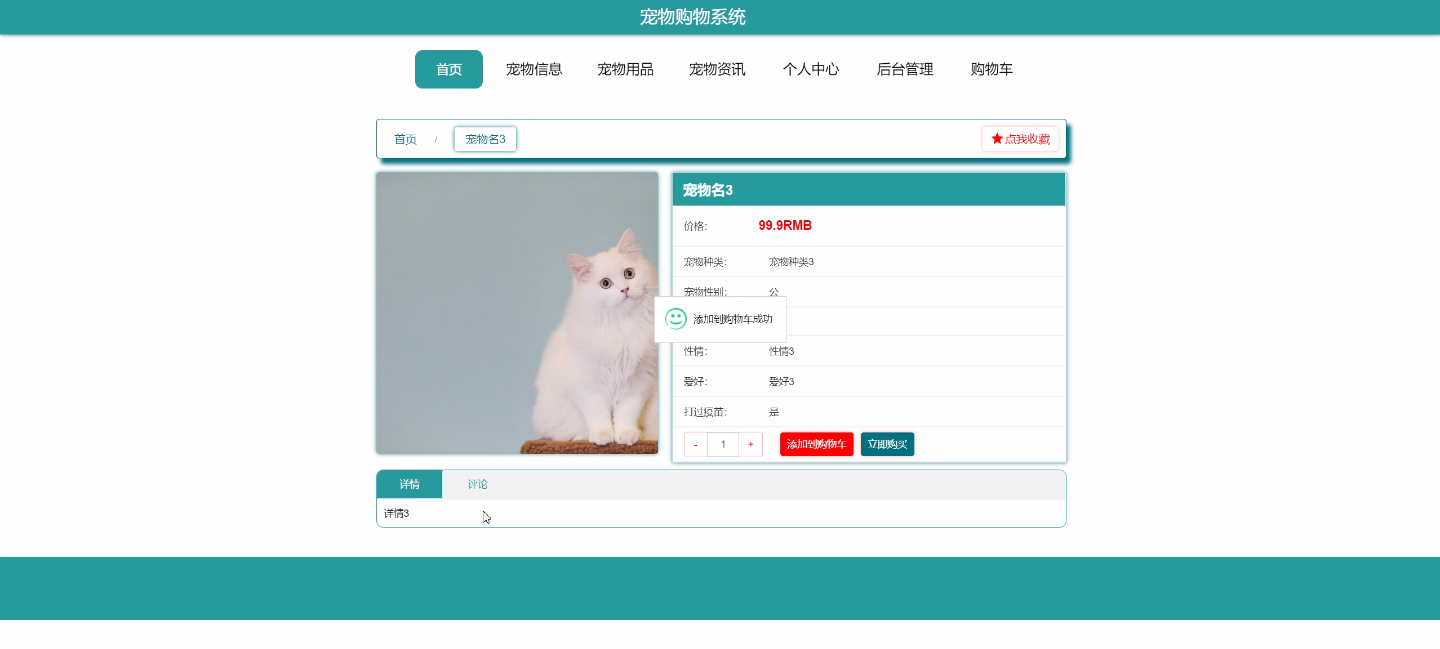 宠物购物系统
首页 宠物信息 宠物用品 宠物资讯 个人中心 后台管理 购物车
首页 / 宠物名3 点我收藏
宠物名3
价格: 99.9RMB
宠物种类: 宠物种类3
宠物性别: 公
添加到购物车成功
性情: 性情3
爱好: 爱好3
打过疫苗: 是
- 1 + 添加到购物车 立即购买
详情 评论
详情3